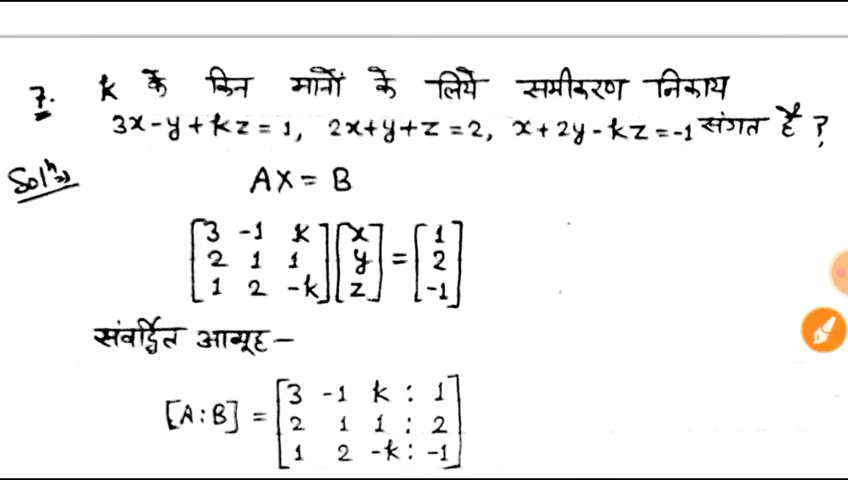 7. k के किन मानों के लिये समीकरण निकाय
3x-y+kz=1, 2x+y+z=2, x+2y-kz=-1 संगत है ?
Solⁿ⇒ AX = B
[3 -1 k] [x] = [1]
[2 1 1] [y] [2]
[1 2 -k] [z] [-1]
संवर्द्धित आव्यूह-
[A:B] = [3 -1 k : 1]
[2 1 1 : 2]
[1 2 -k : -1]